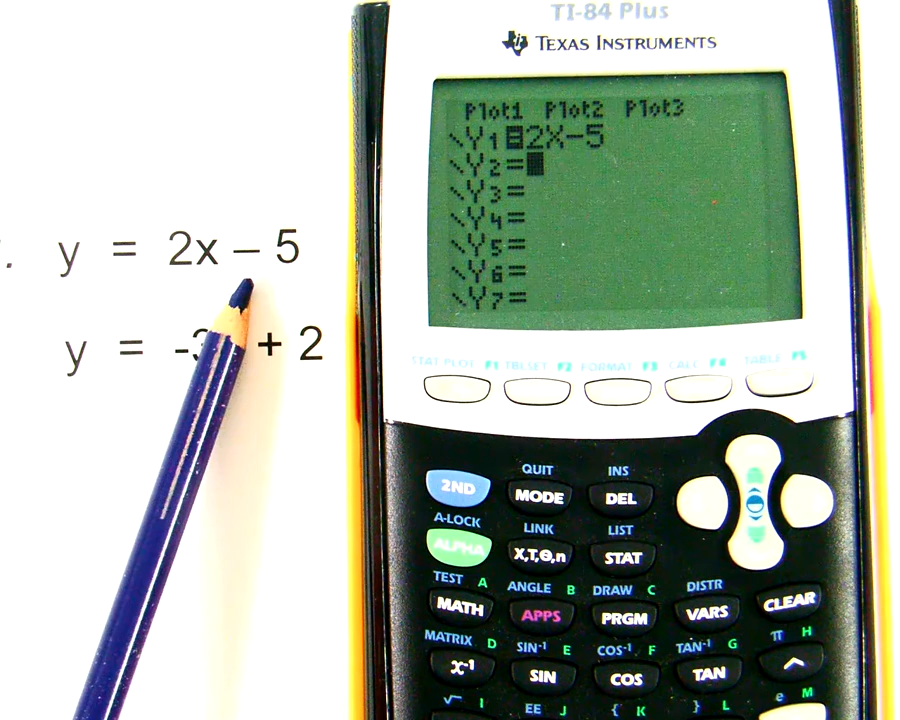 TI-84 Plus
TEXAS INSTRUMENTS
Plot1 Plot2 Plot3
\Y1=2X-5
\Y2=
\Y3=
\Y4=
\Y5=
\Y6=
\Y7=
. y = 2x – 5
y = -3 + 2
STAT PLOT F1 TBLSET F2 FORMAT F3 CALC F4 TABLE F5
QUIT INS
2ND MODE DEL
A-LOCK LINK LIST
ALPHA X,T,Θ,n STAT
TEST A ANGLE B DRAW C DISTR
MATH APPS PRGM VARS CLEAR
MATRIX D SIN-1 E COS-1 F TAN-1 G π H
x-1 SIN COS TAN ^
√ I EE J { K } L e M